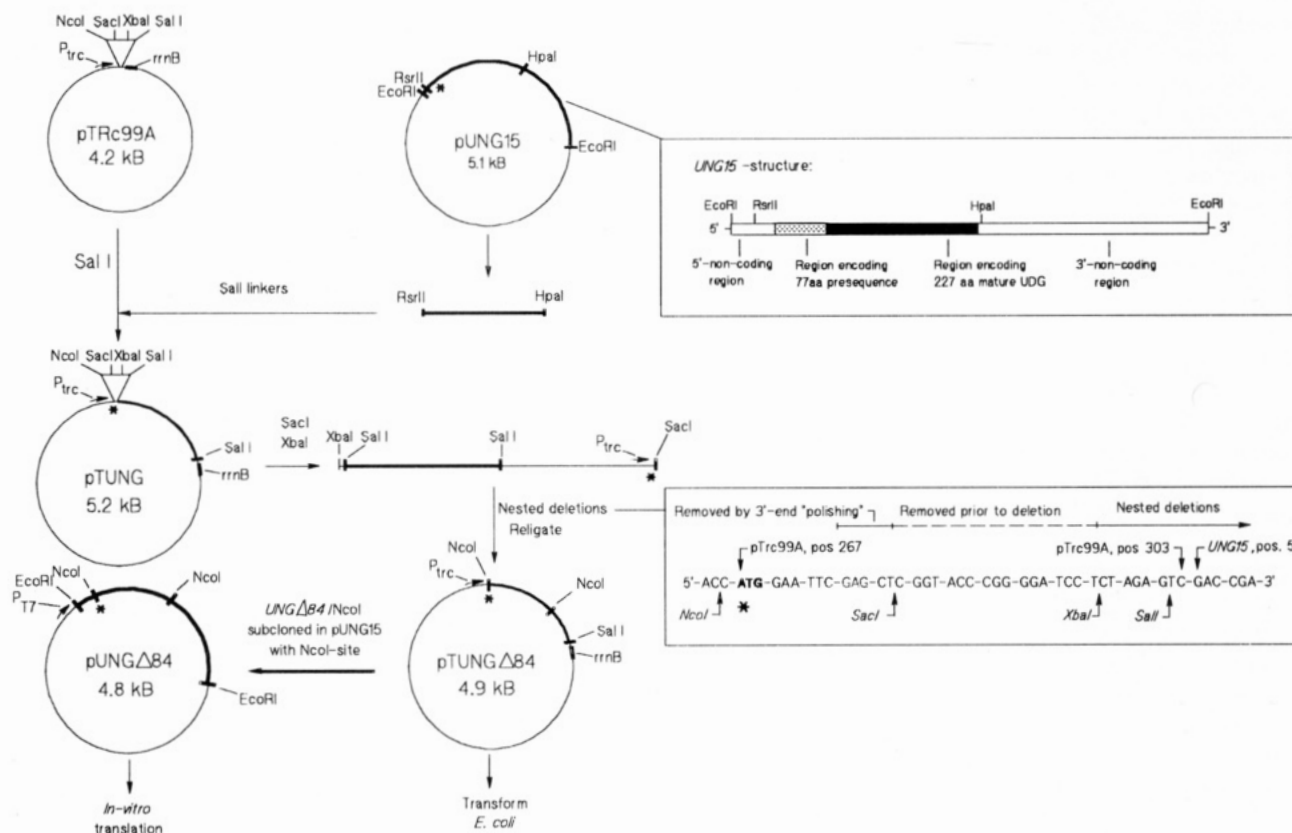 NcoI SacI XbaI Sal I
P trc
rrnB
pTRc99A
4.2 kB
RsrII
EcoRI
*
HpaI
pUNG15
5.1 kB
EcoRI
UNG15 -structure:
EcoRI RsrII HpaI EcoRI
5' 3'
5'-non-coding region
Region encoding 77aa presequence
Region encoding 227 aa mature UDG
3'-non-coding region
Sal I
SalI linkers
RsrII HpaI
NcoI SacI XbaI Sal I
P trc
*
Sal I
rrnB
pTUNG
5.2 kB
SacI
XbaI
XbaI Sal I Sal I P trc SacI
*
Nested deletions
Religate
Removed by 3'-end "polishing" Removed prior to deletion Nested deletions
pTrc99A, pos 267 pTrc99A, pos 303 UNG15, pos. 5
5'-ACC-ATG-GAA-TTC-GAG-CTC-GGT-ACC-CGG-GGA-TCC-TCT-AGA-GTC-GAC-CGA-3'
NcoI * SacI XbaI SalI
EcoRI NcoI NcoI
P T7
*
pUNGΔ84
4.8 kB
EcoRI
UNGΔ84/NcoI
subcloned in pUNG15
with NcoI-site
NcoI
P trc
*
NcoI
Sal I
rrnB
pTUNGΔ84
4.9 kB
In-vitro
translation
Transform
E. coli